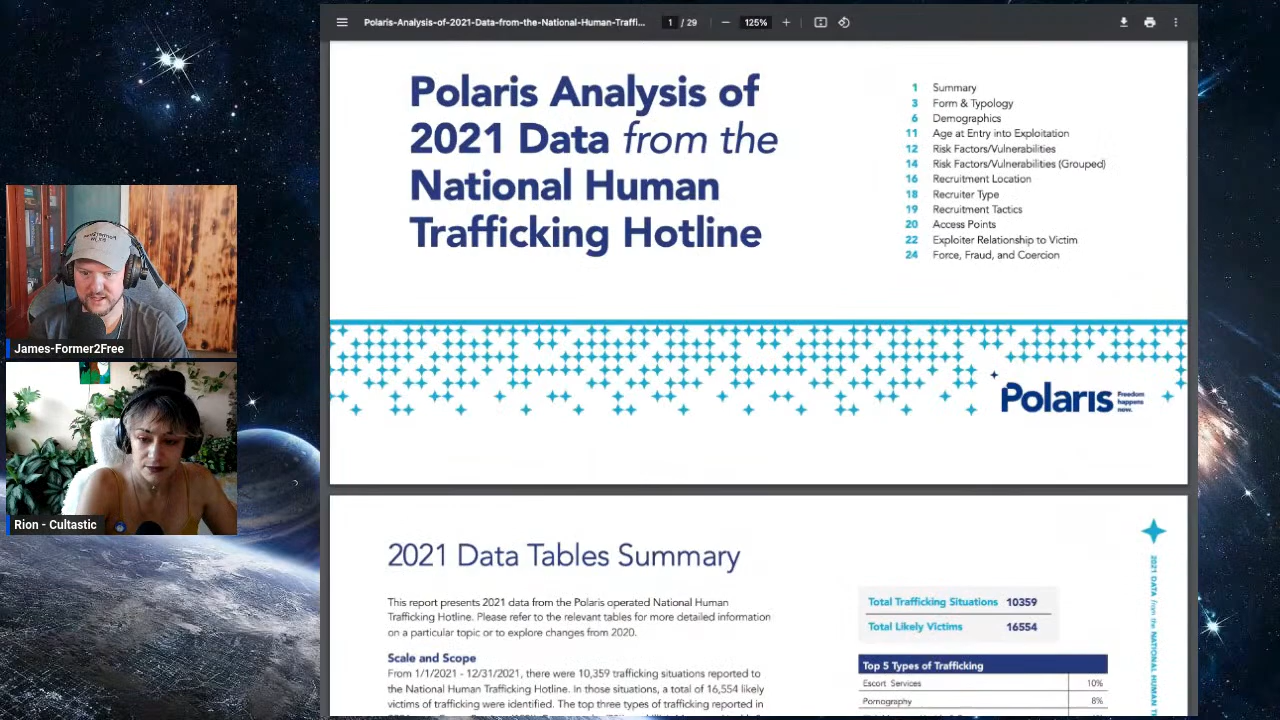 Polaris-Analysis-of-2021-Data-from-the-National-Human-Traffi...
1 / 29
125%
Polaris Analysis of
2021 Data from the
National Human
Trafficking Hotline
1 Summary
3 Form & Typology
6 Demographics
11 Age at Entry into Exploitation
12 Risk Factors/Vulnerabilities
14 Risk Factors/Vulnerabilities (Grouped)
16 Recruitment Location
18 Recruiter Type
19 Recruitment Tactics
20 Access Points
22 Exploiter Relationship to Victim
24 Force, Fraud, and Coercion
Polaris
Freedom
happens
now.
James-Former2Free
Rion - Cultastic
2021 Data Tables Summary
This report presents 2021 data from the Polaris operated National Human
Trafficking Hotline. Please refer to the relevant tables for more detailed information
on a particular topic or to explore changes from 2020.
Scale and Scope
From 1/1/2021 - 12/31/2021, there were 10,359 trafficking situations reported to
the National Human Trafficking Hotline. In those situations, a total of 16,554 likely
victims of trafficking were identified. The top three types of trafficking reported in
Total Trafficking Situations 10359
Total Likely Victims 16554
Top 5 Types of Trafficking
Escort Services 10%
Pornography 8%
2021 DATA from the NATIONAL HUMAN T